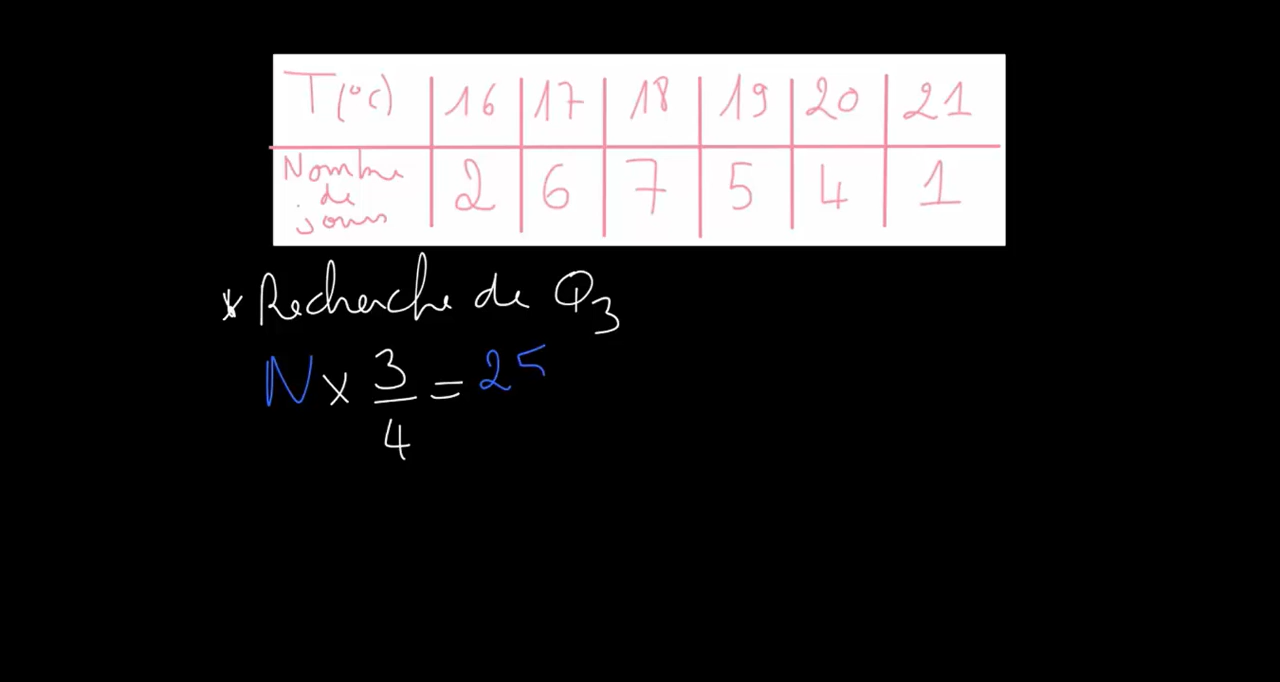 T(°c) 16 17 18 19 20 21
Nombre de jours 2 6 7 5 4 1
* Recherche de Q3
N x 3/4 = 25